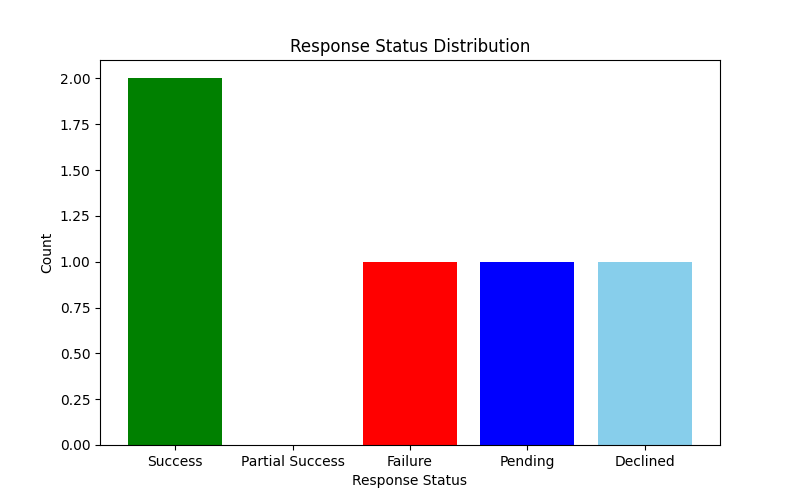 Response Status Distribution
2.00
1.75
1.50
1.25
1.00
0.75
0.50
0.25
0.00
Count
Success Partial Success Failure Pending Declined
Response Status